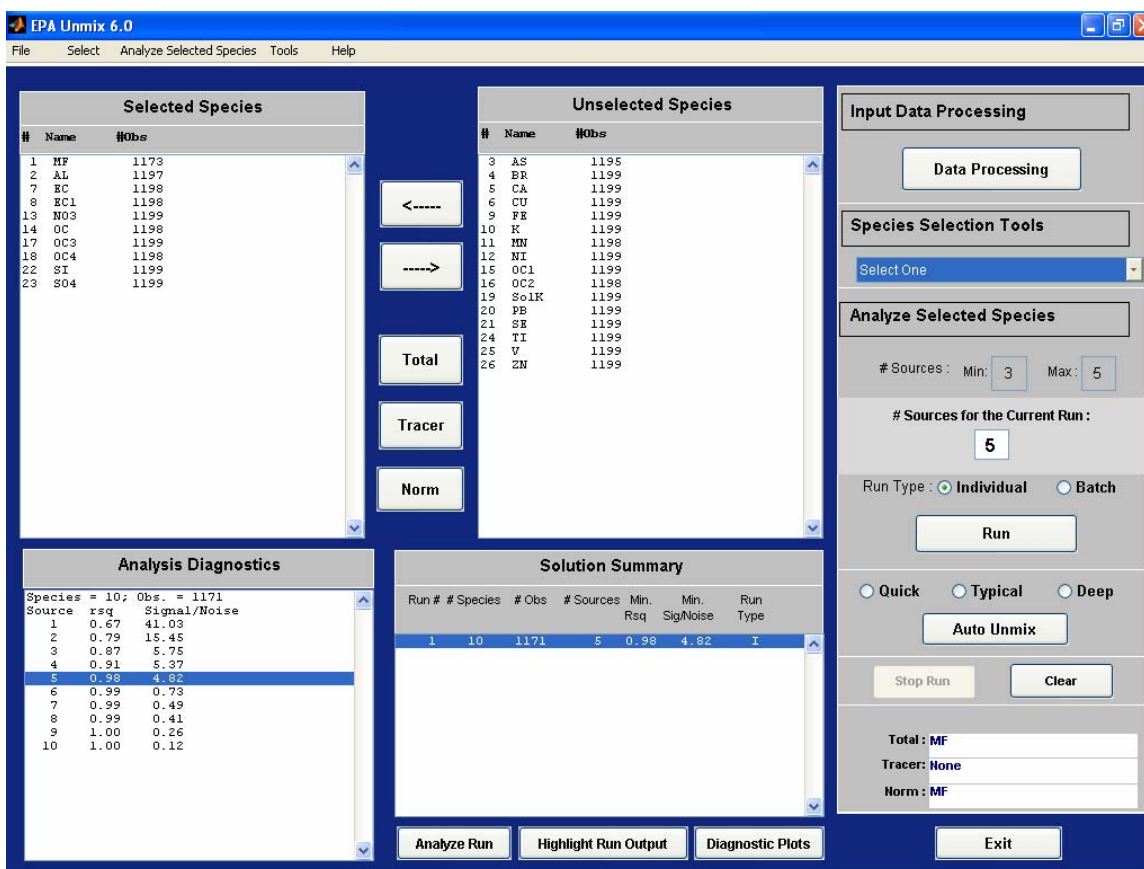 EPA Unmix 6.0
File Select Analyze Selected Species Tools Help
Selected Species
# Name #Obs
1 MF 1173
2 AL 1197
7 EC 1198
8 EC1 1198
13 NO3 1199
14 OC 1198
17 OC3 1199
18 OC4 1198
22 SI 1199
23 SO4 1199
<-----
----->
Total
Tracer
Norm
Unselected Species
# Name #Obs
3 AS 1195
4 BR 1199
5 CA 1199
6 CU 1199
9 FE 1199
10 K 1199
11 MN 1198
12 NI 1199
15 OC1 1199
16 OC2 1198
19 SolK 1199
20 PB 1199
21 SE 1199
24 TI 1199
25 V 1199
26 ZN 1199
Input Data Processing
Data Processing
Species Selection Tools
Select One
Analyze Selected Species
# Sources : Min: 3 Max: 5
# Sources for the Current Run :
5
Run Type : Individual Batch
Run
Quick Typical Deep
Auto Unmix
Stop Run Clear
Total : MF
Tracer: None
Norm : MF
Analysis Diagnostics
Species = 10; Obs. = 1171
Source rsq Signal/Noise
1 0.67 41.03
2 0.79 15.45
3 0.87 5.75
4 0.91 5.37
5 0.98 4.82
6 0.99 0.73
7 0.99 0.49
8 0.99 0.41
9 1.00 0.26
10 1.00 0.12
Solution Summary
Run # # Species # Obs # Sources Min. Min. Run
Rsq Sig/Noise Type
1 10 1171 5 0.98 4.82 I
Analyze Run Highlight Run Output Diagnostic Plots Exit